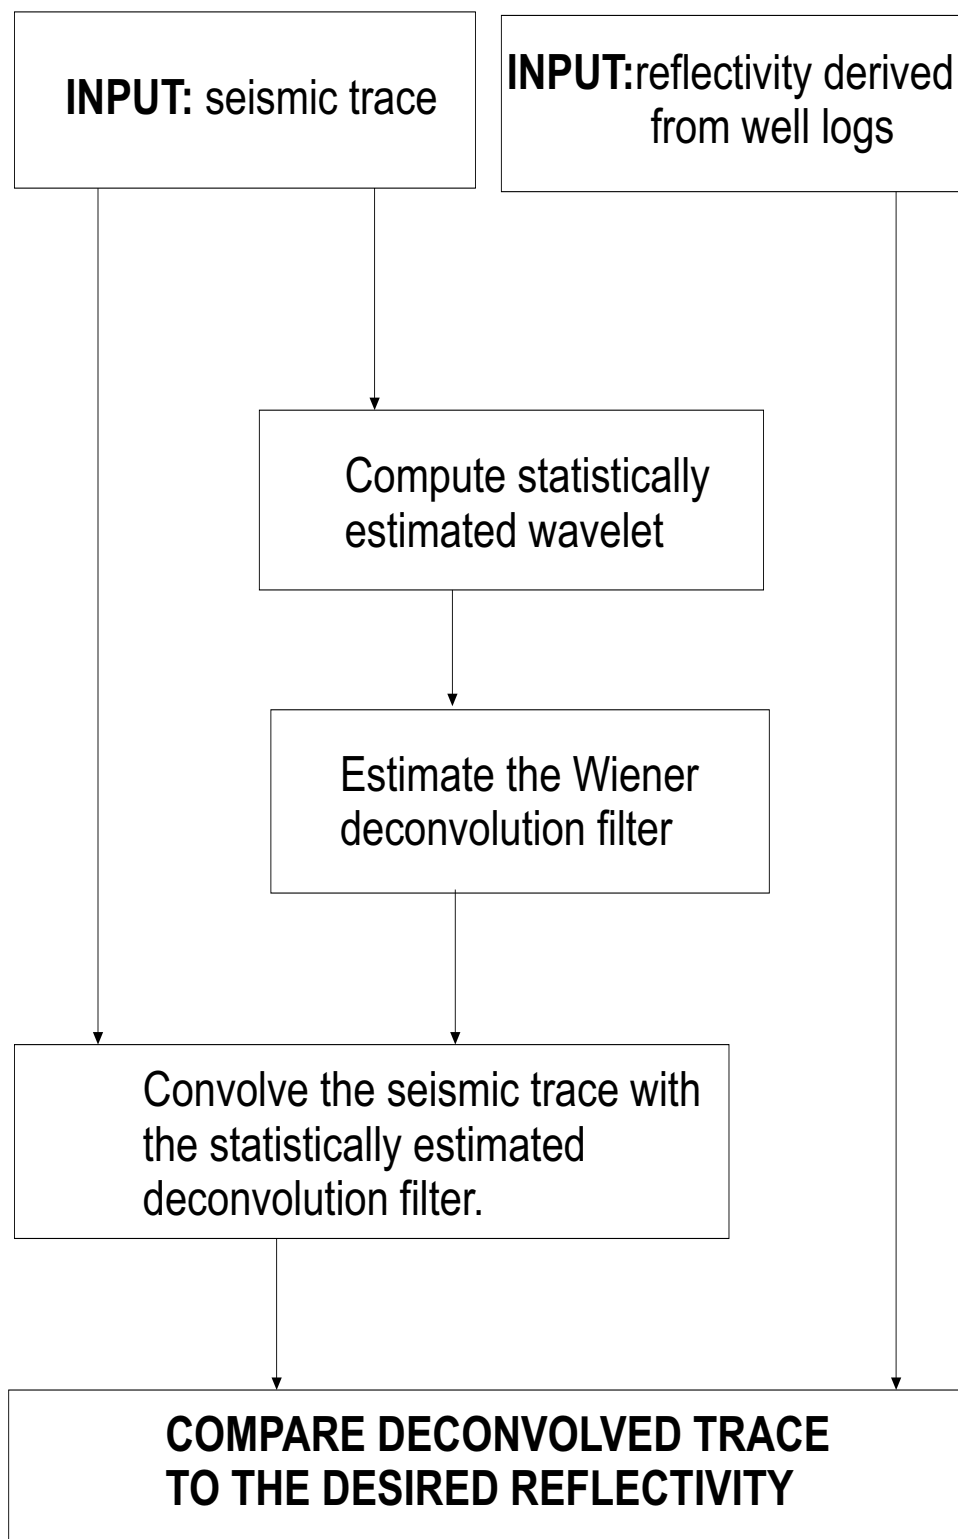 INPUT: seismic trace
INPUT:reflectivity derived
from well logs
Compute statistically
estimated wavelet
Estimate the Wiener
deconvolution filter
Convolve the seismic trace with
the statistically estimated
deconvolution filter.
COMPARE DECONVOLVED TRACE
TO THE DESIRED REFLECTIVITY